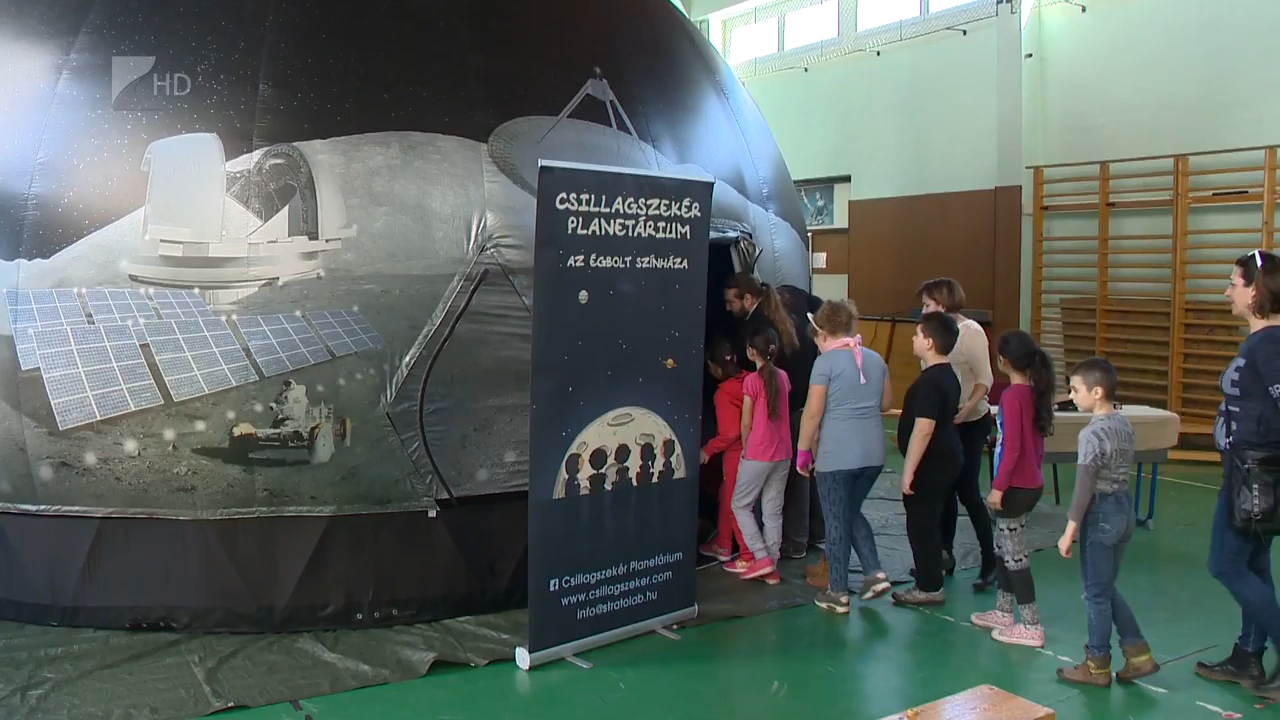 HD
CSILLAGSZEKÉR
PLANETÁRIUM
AZ ÉGBOLT SZÍNHÁZA
Csillagszekér Planetárium
www.csillagszeker.com
info@stratolab.hu